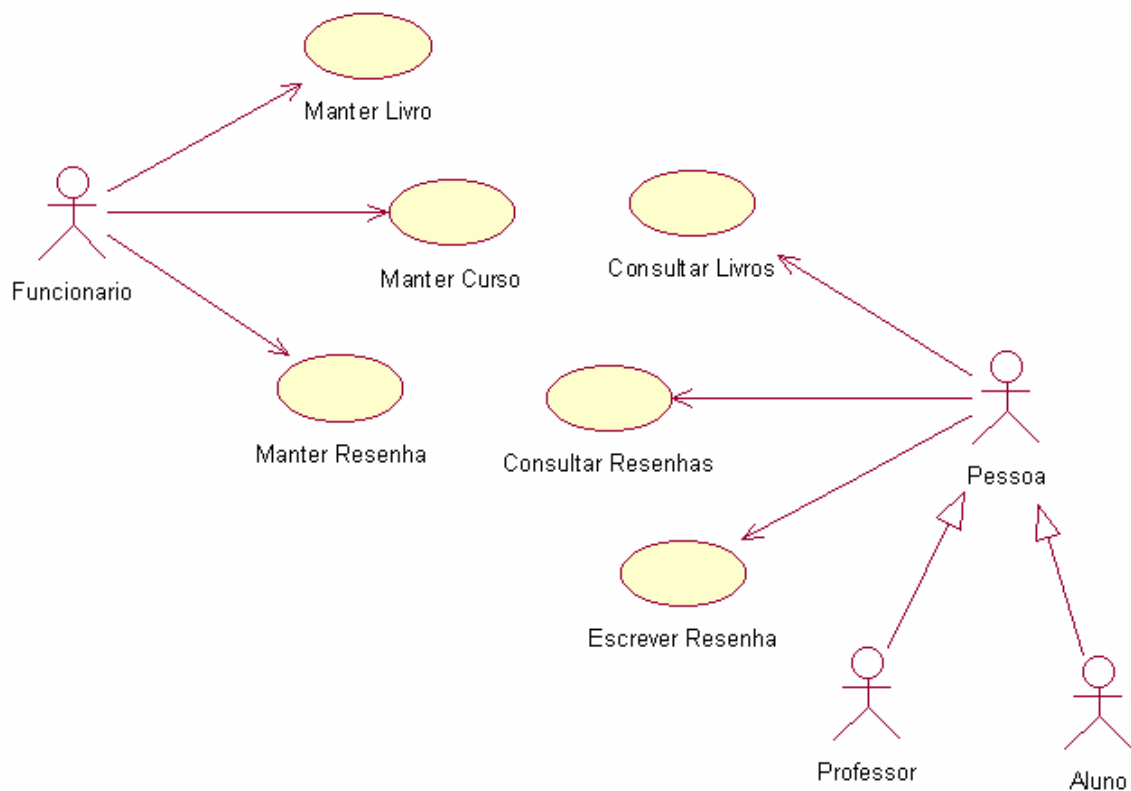 Manter Livro
Funcionario
Manter Curso
Consultar Livros
Manter Resenha
Consultar Resenhas
Pessoa
Escrever Resenha
Professor
Aluno